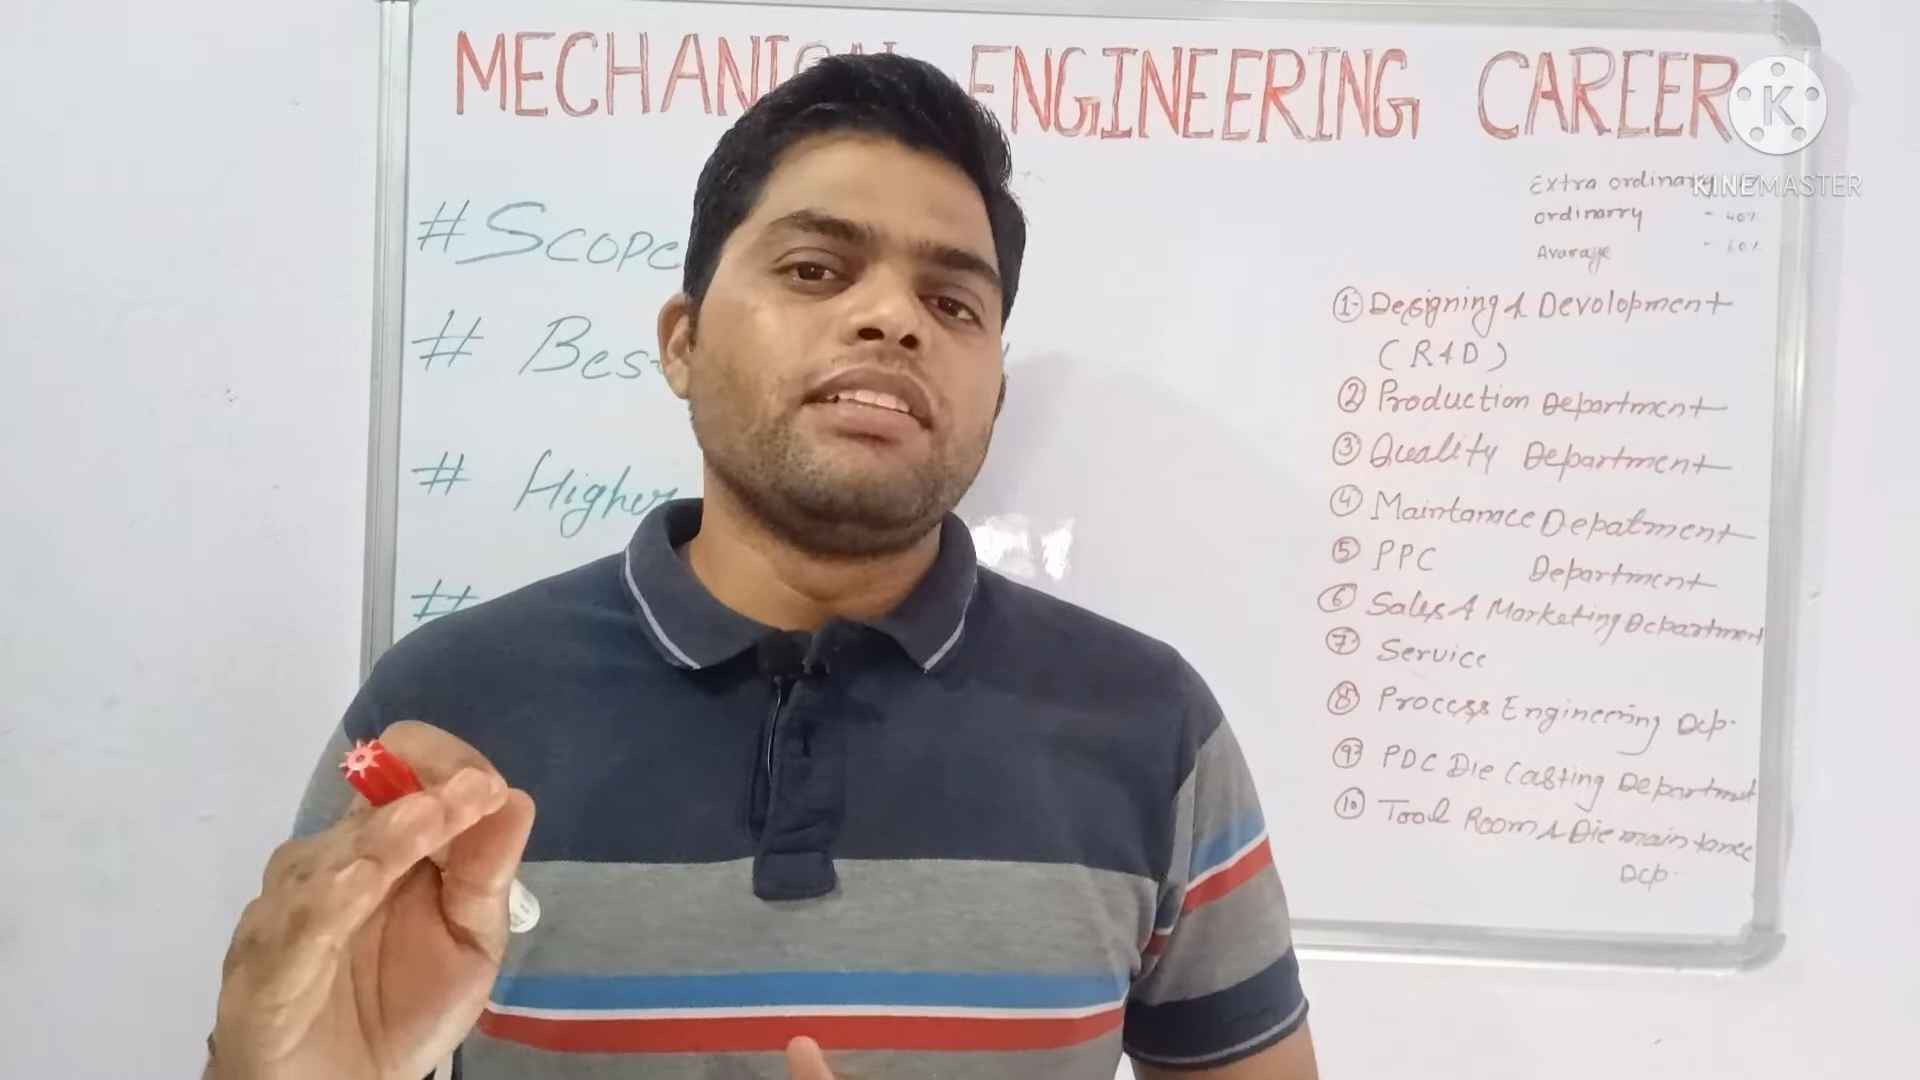 MECHANICAL ENGINEERING CAREER
KINEMASTER
Extra ordinary
ordinarry - 40%
Avarage - 60%
# Scope
# Bes
# Higher
#
1- Designing & Devolopment
(R&D)
2 Production Department
3 Quality Department
4 Maintanace Depatment
5 PPC Department
6 Sales & Marketing Department
7 Service
8 Process Engineering Dep.
9 PDC Die Casting Department
10 Tool Room & Die maintance
Dep.